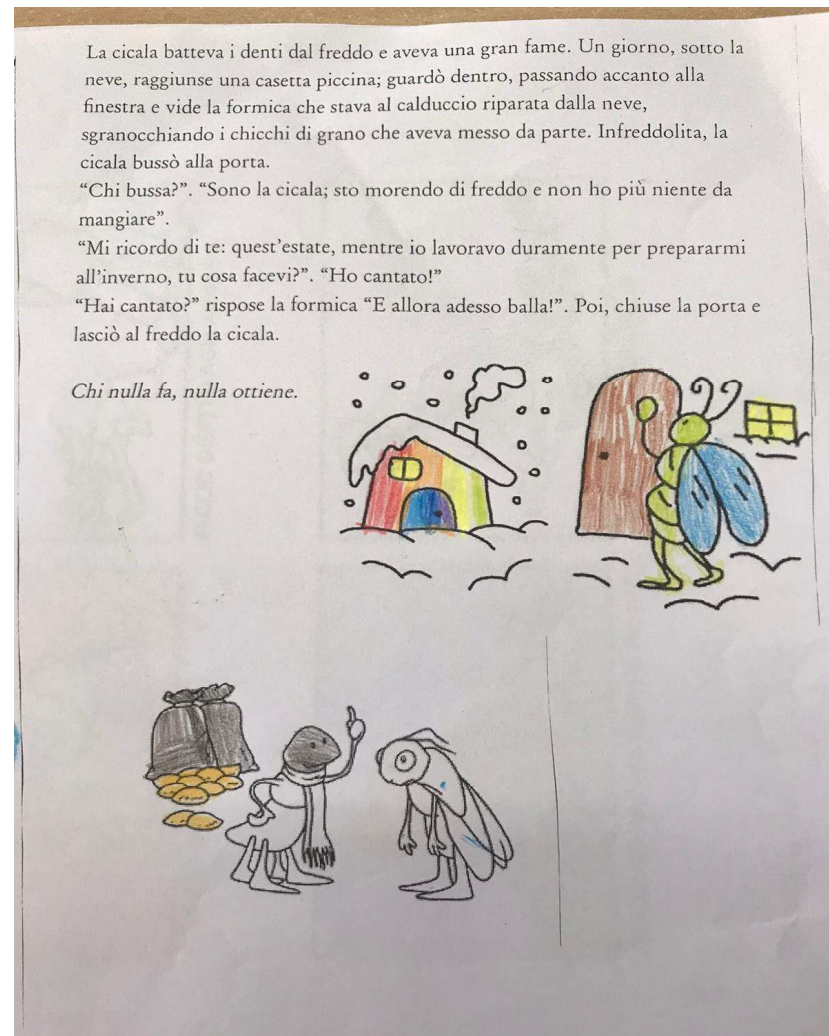 La cicala batteva i denti dal freddo e aveva una gran fame. Un giorno, sotto la
neve, raggiunse una casetta piccina; guardò dentro, passando accanto alla
finestra e vide la formica che stava al calduccio riparata dalla neve,
sgranocchiando i chicchi di grano che aveva messo da parte. Infreddolita, la
cicala bussò alla porta.
“Chi bussa?”. “Sono la cicala; sto morendo di freddo e non ho più niente da
mangiare”.
“Mi ricordo di te: quest’estate, mentre io lavoravo duramente per prepararmi
all’inverno, tu cosa facevi?”. “Ho cantato!”
“Hai cantato?” rispose la formica “E allora adesso balla!”. Poi, chiuse la porta e
lasciò al freddo la cicala.
Chi nulla fa, nulla ottiene.